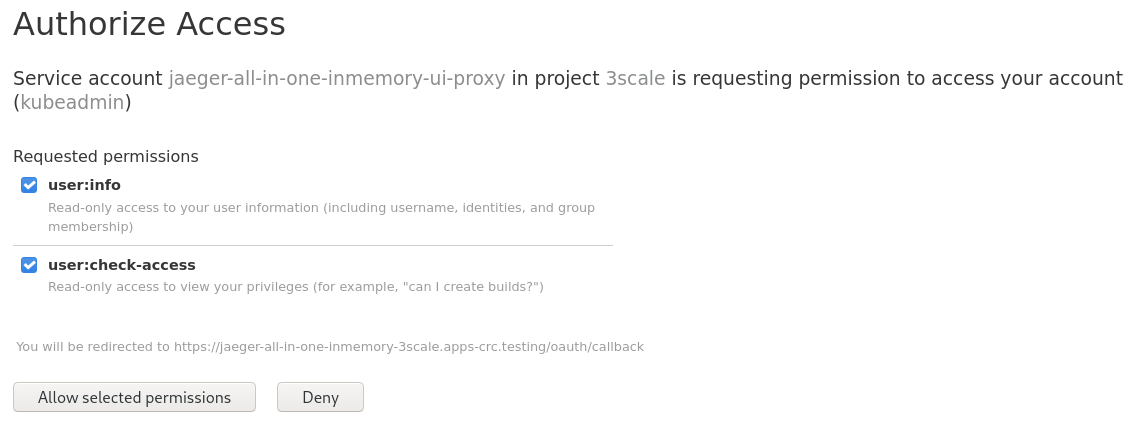 Authorize Access
Service account jaeger-all-in-one-inmemory-ui-proxy in project 3scale is requesting permission to access your account
(kubeadmin)
Requested permissions
user:info
Read-only access to your user information (including username, identities, and group
membership)
user:check-access
Read-only access to view your privileges (for example, "can I create builds?")
You will be redirected to https://jaeger-all-in-one-inmemory-3scale.apps-crc.testing/oauth/callback
Allow selected permissions Deny